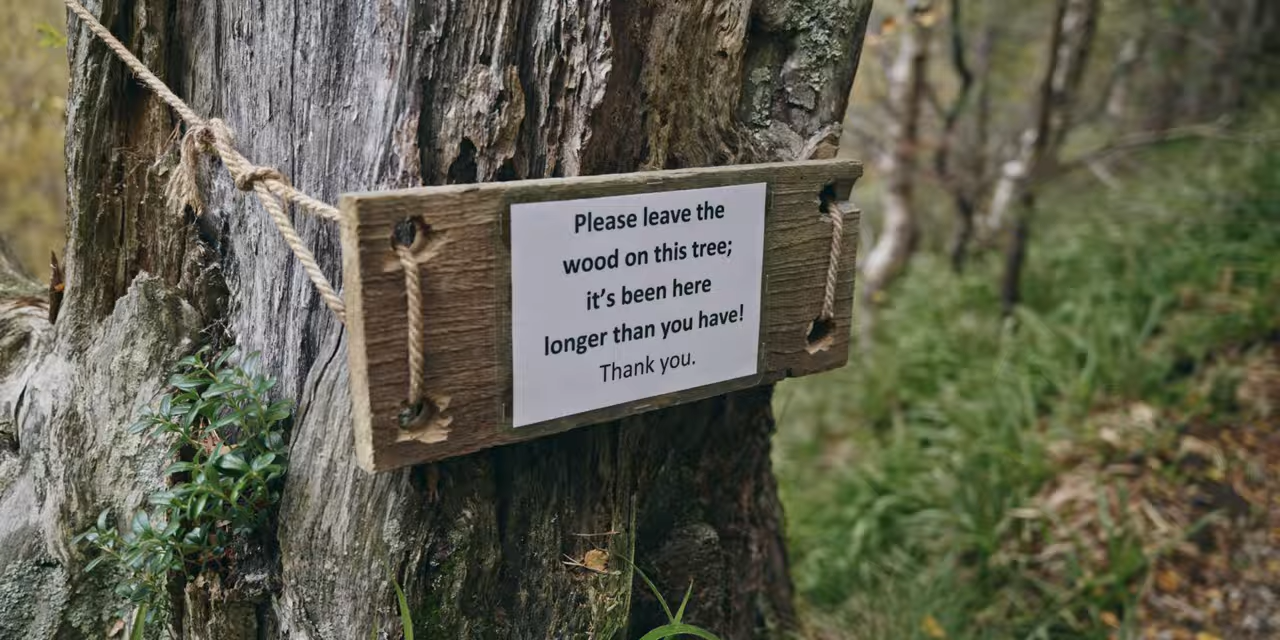 Please leave the
wood on this tree;
it’s been here
longer than you have!
Thank you.